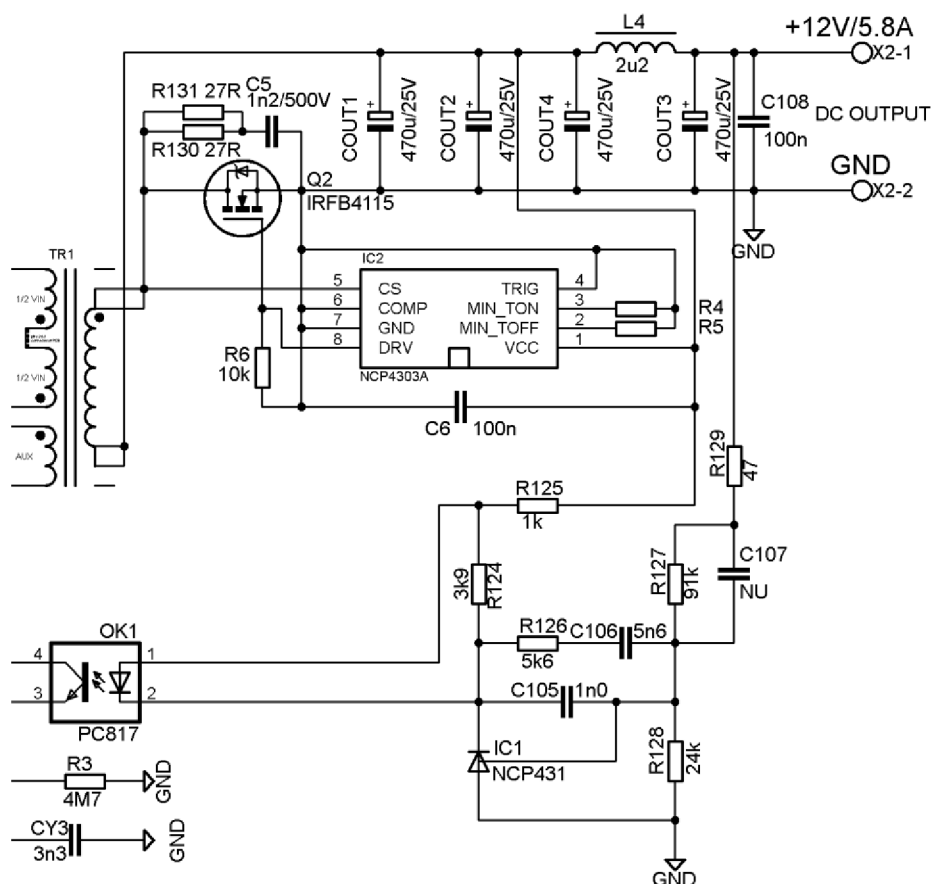 L4
2u2
+12V/5.8A
X2-1
R131 27R
C5
1n2/500V
R130 27R
COUT1
470u/25V
COUT2
470u/25V
COUT4
470u/25V
COUT3
470u/25V
C108
100n
DC OUTPUT
GND
X2-2
GND
Q2
IRFB4115
TR1
1/2 VIN
1/2 VIN
AUX
IC2
5 CS TRIG 4
6 COMP MIN_TON 3
7 GND MIN_TOFF 2
8 DRV VCC 1
NCP4303A
R4
R5
R6
10k
C6 100n
R129
47
R125
1k
3k9
R124
R127
91k
C107
NU
R126
5k6
C106
5n6
C105
1n0
OK1
4
3
1
2
PC817
IC1
NCP431
R128
24k
R3
4M7
GND
CY3
3n3
GND
GND